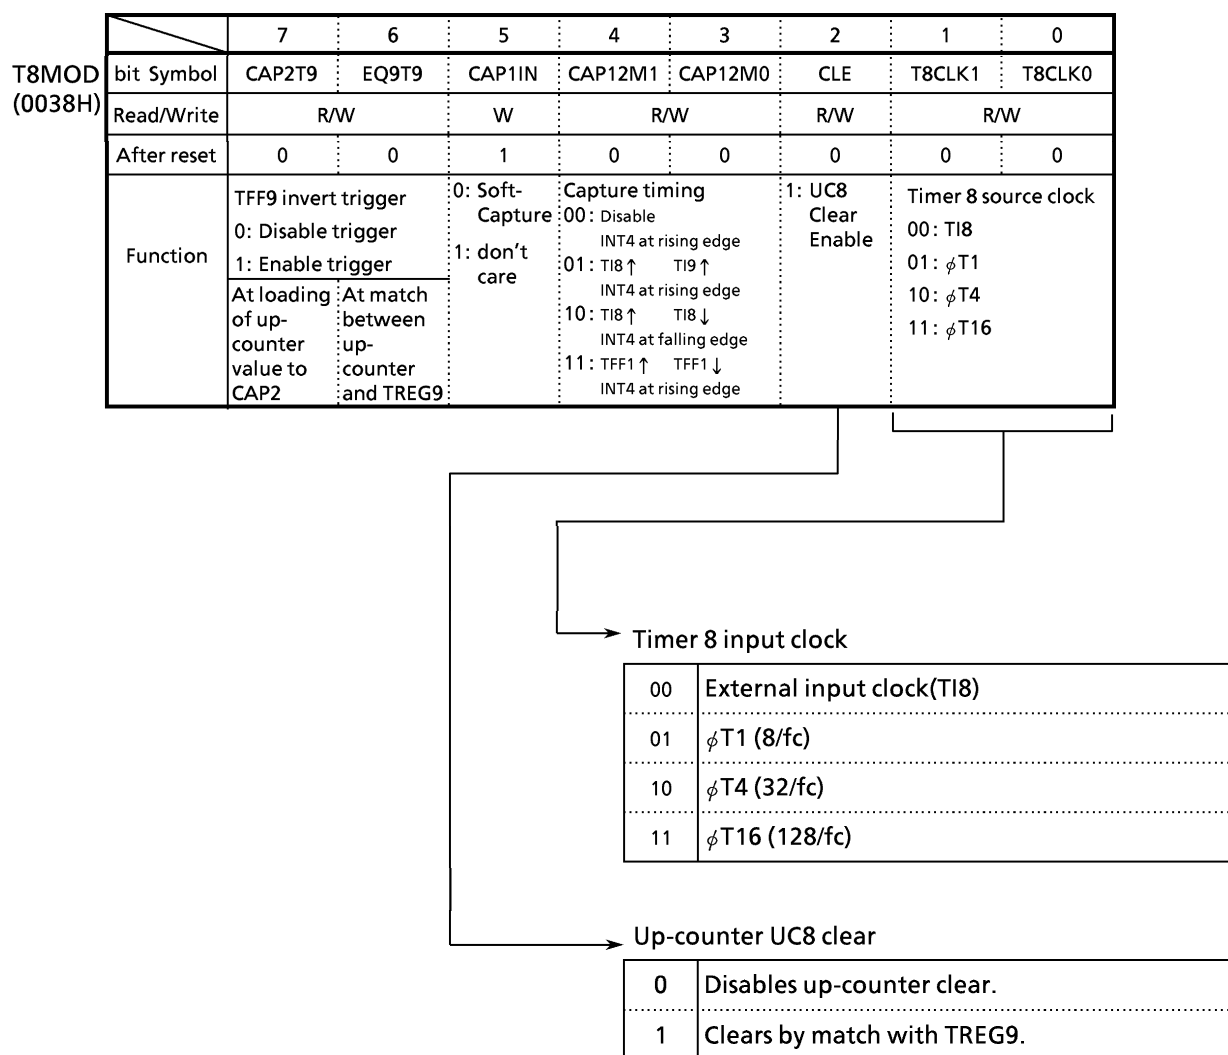 7 6 5 4 3 2 1 0
T8MOD
(0038H)
bit Symbol CAP2T9 EQ9T9 CAP1IN CAP12M1 CAP12M0 CLE T8CLK1 T8CLK0
Read/Write R/W W R/W R/W R/W
After reset 0 0 1 0 0 0 0 0
Function
TFF9 invert trigger
0: Disable trigger
1: Enable trigger
At loading
of up-
counter
value to
CAP2
At match
between
up-
counter
and TREG9
0: Soft-
Capture
1: don't
care
Capture timing
00: Disable
INT4 at rising edge
01: TI8↑ TI9↑
INT4 at rising edge
10: TI8↑ TI8↓
INT4 at falling edge
11: TFF1↑ TFF1↓
INT4 at rising edge
1: UC8
Clear
Enable
Timer 8 source clock
00: TI8
01: ϕT1
10: ϕT4
11: ϕT16
Timer 8 input clock
00 External input clock(TI8)
01 ϕT1 (8/fc)
10 ϕT4 (32/fc)
11 ϕT16 (128/fc)
Up-counter UC8 clear
0 Disables up-counter clear.
1 Clears by match with TREG9.